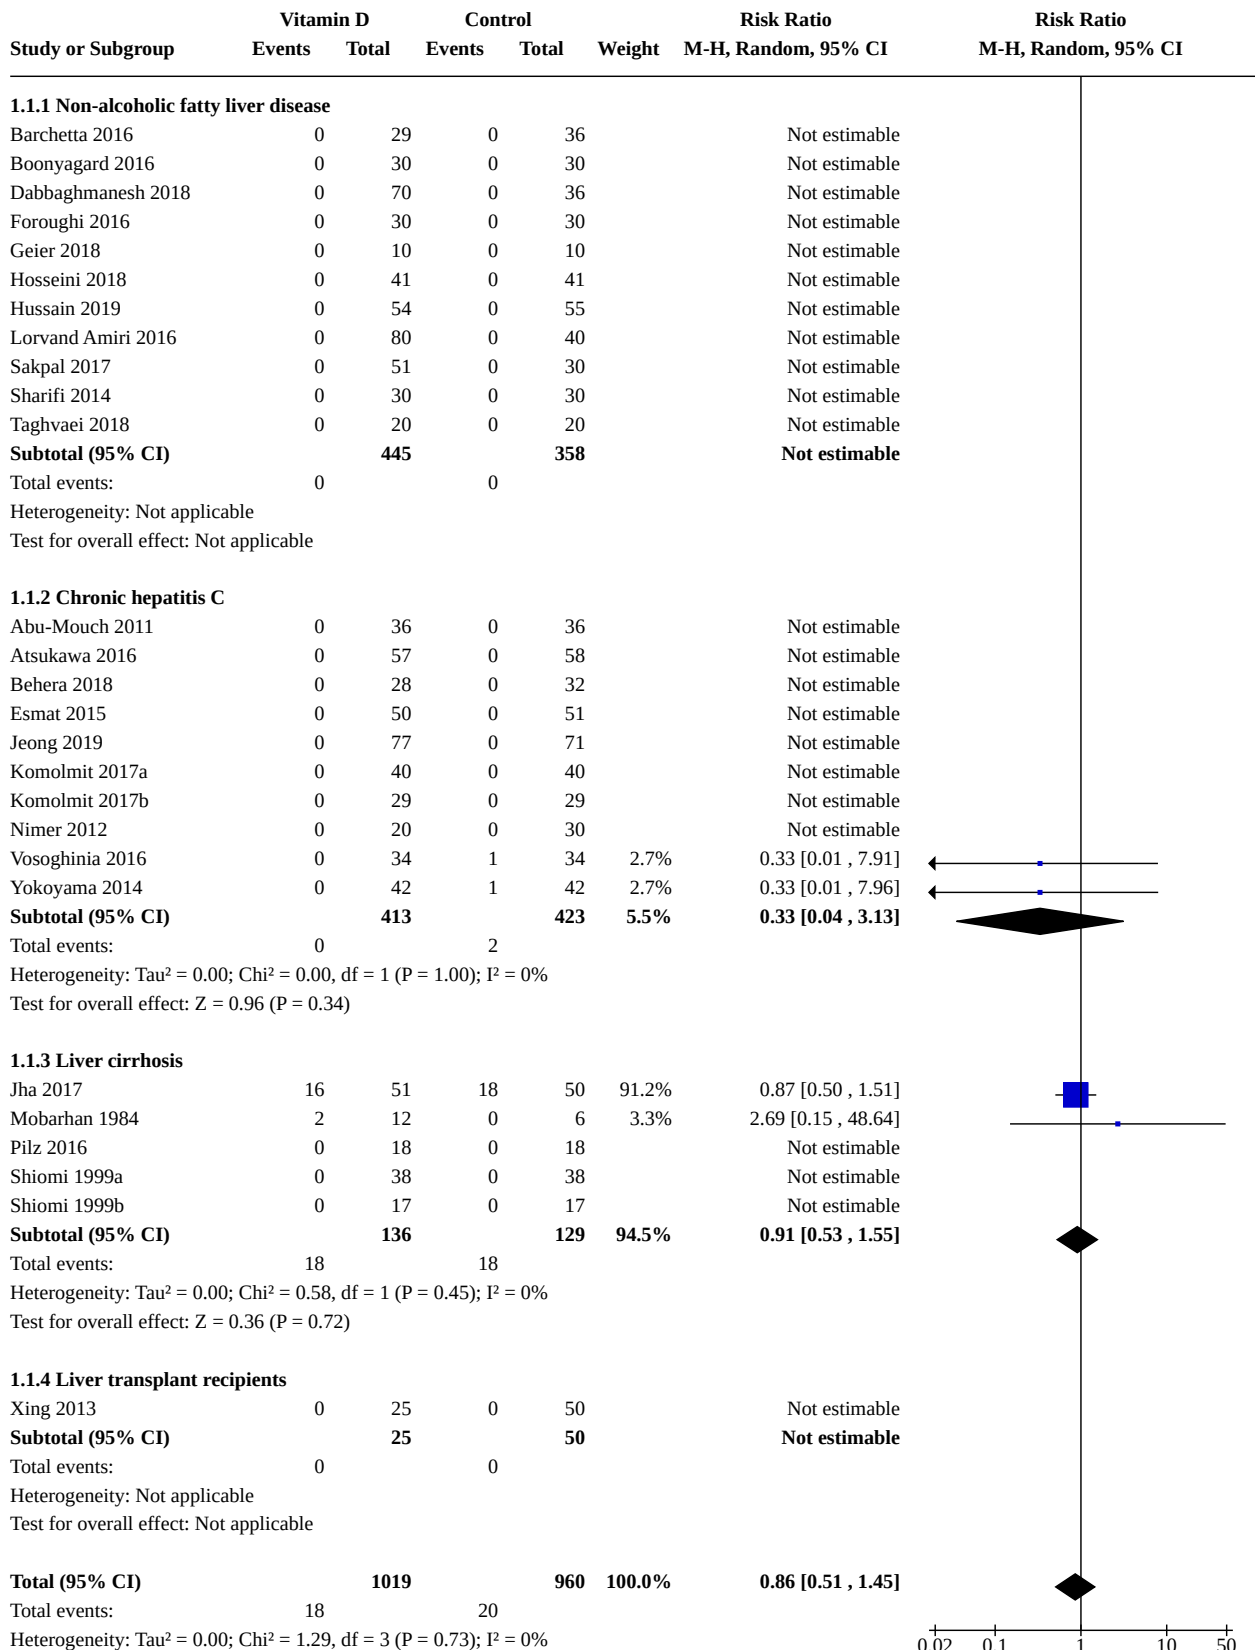 Vitamin D Control Risk Ratio Risk Ratio
Study or Subgroup Events Total Events Total Weight M-H, Random, 95% CI M-H, Random, 95% CI
1.1.1 Non-alcoholic fatty liver disease
Barchetta 2016 0 29 0 36 Not estimable
Boonyagard 2016 0 30 0 30 Not estimable
Dabbaghmanesh 2018 0 70 0 36 Not estimable
Foroughi 2016 0 30 0 30 Not estimable
Geier 2018 0 10 0 10 Not estimable
Hosseini 2018 0 41 0 41 Not estimable
Hussain 2019 0 54 0 55 Not estimable
Lorvand Amiri 2016 0 80 0 40 Not estimable
Sakpal 2017 0 51 0 30 Not estimable
Sharifi 2014 0 30 0 30 Not estimable
Taghvaei 2018 0 20 0 20 Not estimable
Subtotal (95% CI) 445 358 Not estimable
Total events: 0 0
Heterogeneity: Not applicable
Test for overall effect: Not applicable
1.1.2 Chronic hepatitis C
Abu-Mouch 2011 0 36 0 36 Not estimable
Atsukawa 2016 0 57 0 58 Not estimable
Behera 2018 0 28 0 32 Not estimable
Esmat 2015 0 50 0 51 Not estimable
Jeong 2019 0 77 0 71 Not estimable
Komolmit 2017a 0 40 0 40 Not estimable
Komolmit 2017b 0 29 0 29 Not estimable
Nimer 2012 0 20 0 30 Not estimable
Vosoghinia 2016 0 34 1 34 2.7% 0.33 [0.01 , 7.91]
Yokoyama 2014 0 42 1 42 2.7% 0.33 [0.01 , 7.96]
Subtotal (95% CI) 413 423 5.5% 0.33 [0.04 , 3.13]
Total events: 0 2
Heterogeneity: Tau² = 0.00; Chi² = 0.00, df = 1 (P = 1.00); I² = 0%
Test for overall effect: Z = 0.96 (P = 0.34)
1.1.3 Liver cirrhosis
Jha 2017 16 51 18 50 91.2% 0.87 [0.50 , 1.51]
Mobarhan 1984 2 12 0 6 3.3% 2.69 [0.15 , 48.64]
Pilz 2016 0 18 0 18 Not estimable
Shiomi 1999a 0 38 0 38 Not estimable
Shiomi 1999b 0 17 0 17 Not estimable
Subtotal (95% CI) 136 129 94.5% 0.91 [0.53 , 1.55]
Total events: 18 18
Heterogeneity: Tau² = 0.00; Chi² = 0.58, df = 1 (P = 0.45); I² = 0%
Test for overall effect: Z = 0.36 (P = 0.72)
1.1.4 Liver transplant recipients
Xing 2013 0 25 0 50 Not estimable
Subtotal (95% CI) 25 50 Not estimable
Total events: 0 0
Heterogeneity: Not applicable
Test for overall effect: Not applicable
Total (95% CI) 1019 960 100.0% 0.86 [0.51 , 1.45]
Total events: 18 20
Heterogeneity: Tau² = 0.00; Chi² = 1.29, df = 3 (P = 0.73); I² = 0% 0.02 0.1 1 10 50